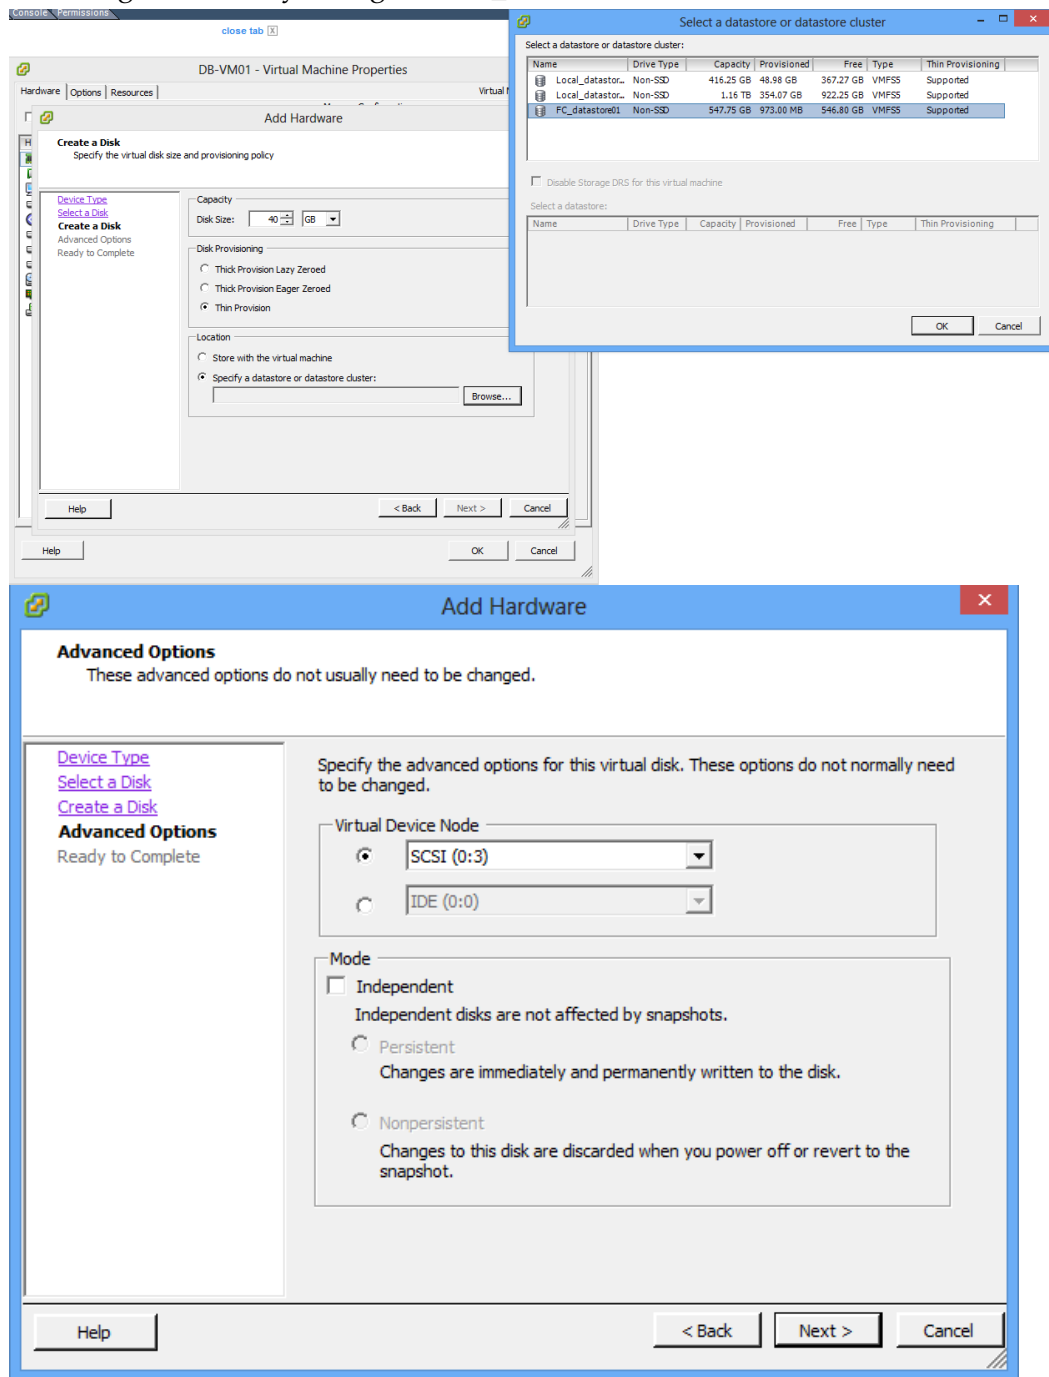 Console Permissions
close tab X
DB-VM01 - Virtual Machine Properties
Hardware Options Resources
Virtual
Add Hardware
Create a Disk
Specify the virtual disk size and provisioning policy
Device Type
Select a Disk
Create a Disk
Advanced Options
Ready to Complete
Capacity
Disk Size: 40 GB
Disk Provisioning
Thick Provision Lazy Zeroed
Thick Provision Eager Zeroed
Thin Provision
Location
Store with the virtual machine
Specify a datastore or datastore cluster:
Browse...
Help < Back Next > Cancel
Help OK Cancel
Select a datastore or datastore cluster
Select a datastore or datastore cluster:
Name Drive Type Capacity Provisioned Free Type Thin Provisioning
Local_datastor... Non-SSD 416.25 GB 48.98 GB 367.27 GB VMFS5 Supported
Local_datastor... Non-SSD 1.16 TB 354.07 GB 922.25 GB VMFS5 Supported
FC_datastore01 Non-SSD 547.75 GB 973.00 MB 546.80 GB VMFS5 Supported
Disable Storage DRS for this virtual machine
Select a datastore:
Name Drive Type Capacity Provisioned Free Type Thin Provisioning
OK Cancel
Add Hardware
Advanced Options
These advanced options do not usually need to be changed.
Device Type
Select a Disk
Create a Disk
Advanced Options
Ready to Complete
Specify the advanced options for this virtual disk. These options do not normally need
to be changed.
Virtual Device Node
SCSI (0:3)
IDE (0:0)
Mode
Independent
Independent disks are not affected by snapshots.
Persistent
Changes are immediately and permanently written to the disk.
Nonpersistent
Changes to this disk are discarded when you power off or revert to the
snapshot.
Help < Back Next > Cancel